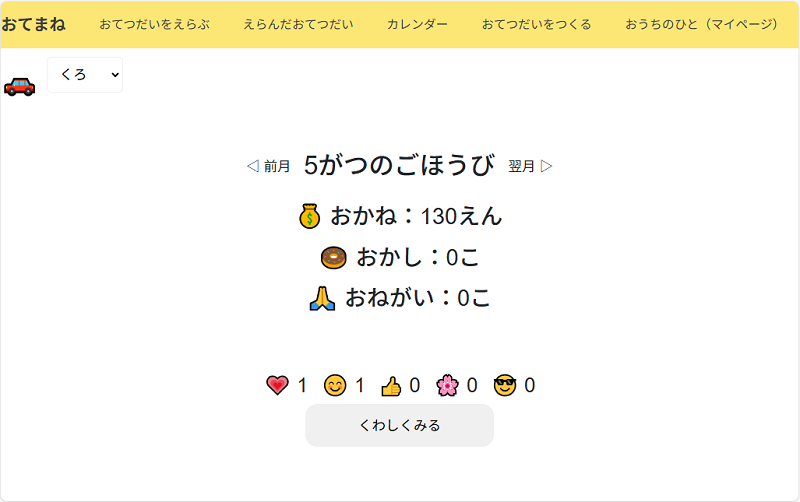 おてまね おてつだいをえらぶ えらんだおてつだい カレンダー おてつだいをつくる おうちのひと（マイページ）
くろ
◁ 前月 5がつのごほうび 翌月 ▷
おかね：130えん
おかし：0こ
おねがい：0こ
1 1 0 0 0
くわしくみる